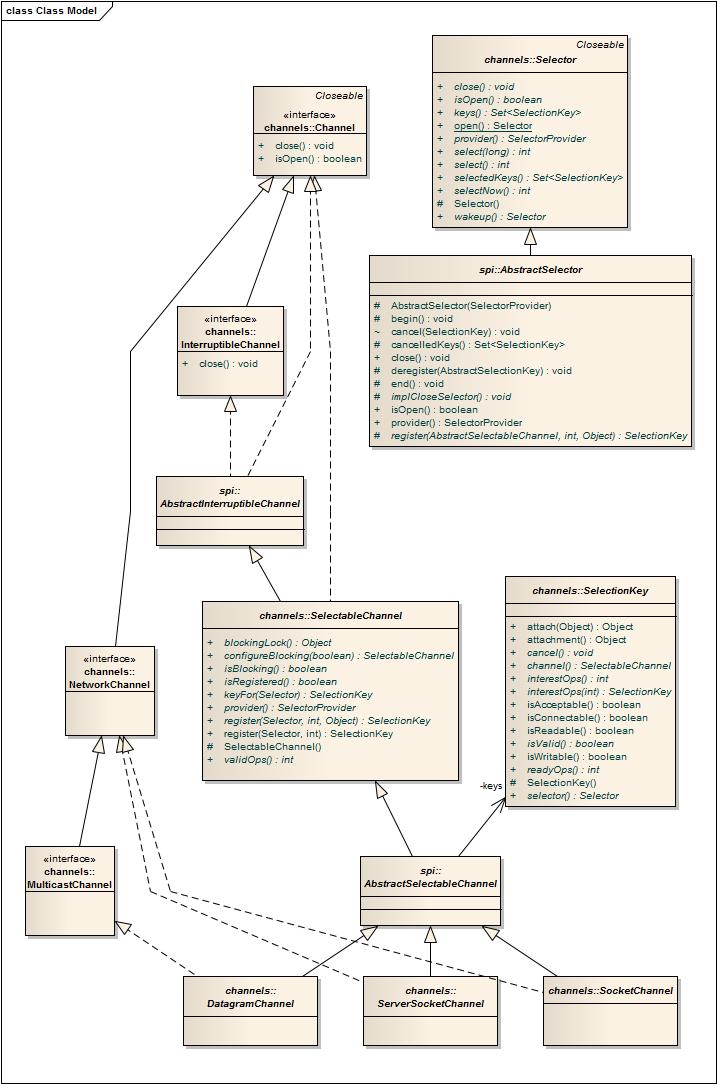 class Class Model
Closeable
channels::Selector
+ close() : void
+ isOpen() : boolean
+ keys() : Set<SelectionKey>
+ open() : Selector
+ provider() : SelectorProvider
+ select(long) : int
+ select() : int
+ selectedKeys() : Set<SelectionKey>
+ selectNow() : int
# Selector()
+ wakeup() : Selector
Closeable
«interface»
channels::Channel
+ close() : void
+ isOpen() : boolean
spi::AbstractSelector
# AbstractSelector(SelectorProvider)
# begin() : void
~ cancel(SelectionKey) : void
# cancelledKeys() : Set<SelectionKey>
+ close() : void
# deregister(AbstractSelectionKey) : void
# end() : void
# implCloseSelector() : void
+ isOpen() : boolean
+ provider() : SelectorProvider
# register(AbstractSelectableChannel, int, Object) : SelectionKey
«interface»
channels::
InterruptibleChannel
+ close() : void
spi::
AbstractInterruptibleChannel
channels::SelectableChannel
+ blockingLock() : Object
+ configureBlocking(boolean) : SelectableChannel
+ isBlocking() : boolean
+ isRegistered() : boolean
+ keyFor(Selector) : SelectionKey
+ provider() : SelectorProvider
+ register(Selector, int, Object) : SelectionKey
+ register(Selector, int) : SelectionKey
# SelectableChannel()
+ validOps() : int
channels::SelectionKey
+ attach(Object) : Object
+ attachment() : Object
+ cancel() : void
+ channel() : SelectableChannel
+ interestOps() : int
+ interestOps(int) : SelectionKey
+ isAcceptable() : boolean
+ isConnectable() : boolean
+ isReadable() : boolean
+ isValid() : boolean
+ isWritable() : boolean
+ readyOps() : int
# SelectionKey()
+ selector() : Selector
«interface»
channels::
NetworkChannel
-keys
«interface»
channels::
MulticastChannel
spi::
AbstractSelectableChannel
channels::
DatagramChannel
channels::
ServerSocketChannel
channels::SocketChannel